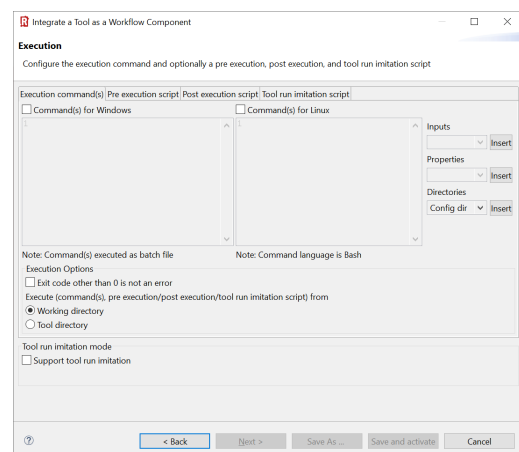 Integrate a Tool as a Workflow Component
Execution
Configure the execution command and optionally a pre execution, post execution, and tool run imitation script
Execution command(s) Pre execution script Post execution script Tool run imitation script
Command(s) for Windows
Command(s) for Linux
1
1
Inputs
Insert
Properties
Insert
Directories
Config dir Insert
Note: Command(s) executed as batch file
Note: Command language is Bash
Execution Options
Exit code other than 0 is not an error
Execute (command(s), pre execution/post execution/tool run imitation script) from
Working directory
Tool directory
Tool run imitation mode
Support tool run imitation
? < Back Next > Save As ... Save and activate Cancel